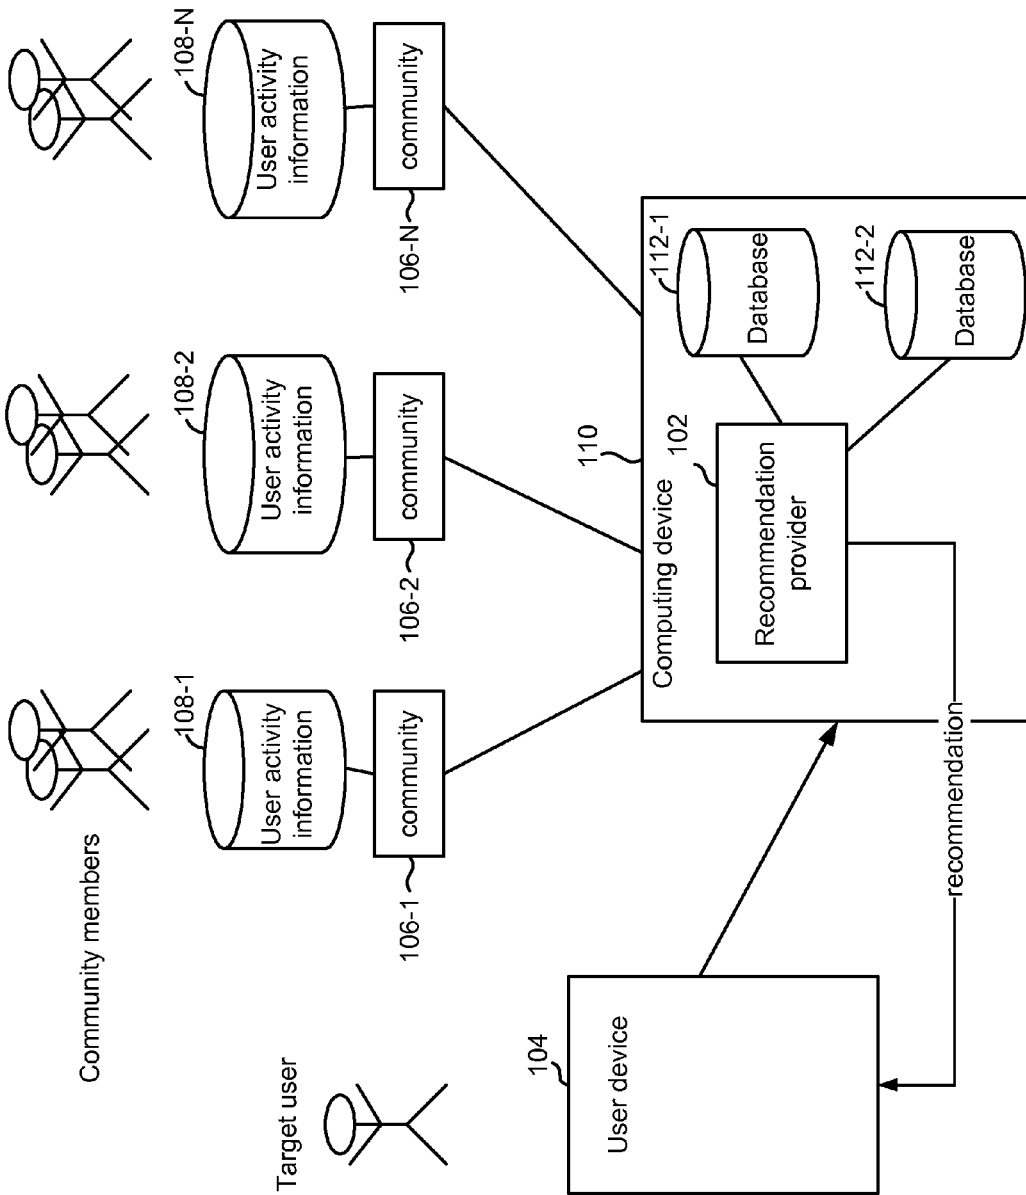 Community members
Target user
108-1
User activity
information
108-2
User activity
information
108-N
User activity
information
106-1
community
106-2
community
106-N
community
104
User device
110
Computing device
102
Recommendation
provider
112-1
Database
112-2
Database
recommendation